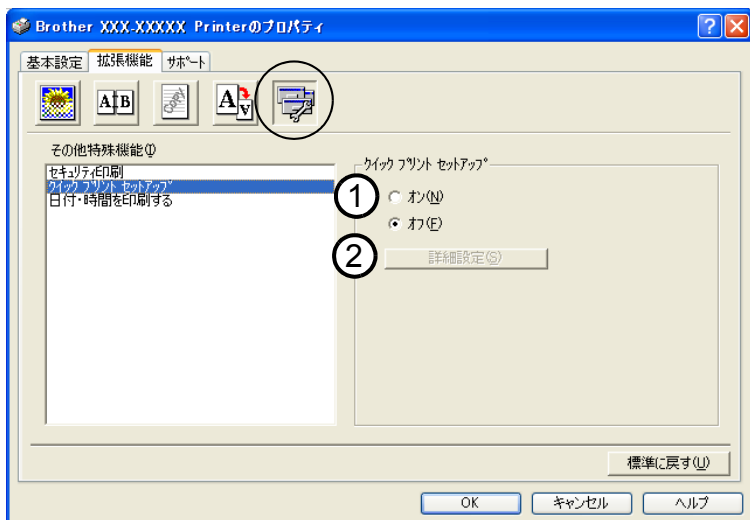 Brother XXX-XXXXX Printerのプロパティ
基本設定 拡張機能 サポート
A B
COPY
A A
その他特殊機能(I)
セキュリティ印刷
クイック プリント セットアップ
日付・時間を印刷する
クイック プリント セットアップ
1 オン(N)
オフ(F)
2 詳細設定(S)
標準に戻す(U)
OK キャンセル ヘルプ